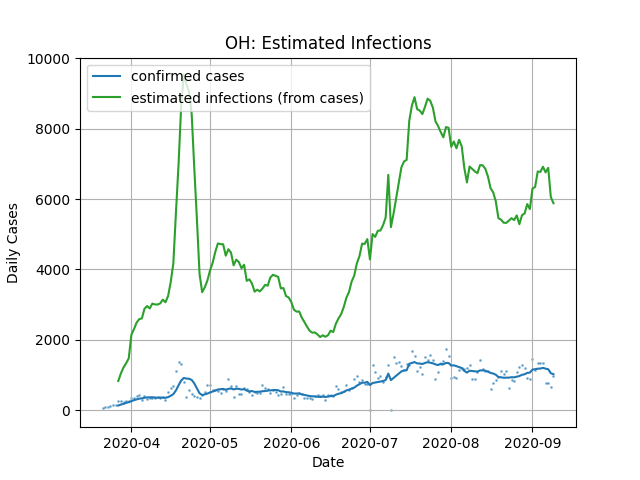 OH: Estimated Infections
confirmed cases
estimated infections (from cases)
10000
8000
6000
4000
2000
0
Daily Cases
2020-04 2020-05 2020-06 2020-07 2020-08 2020-09
Date